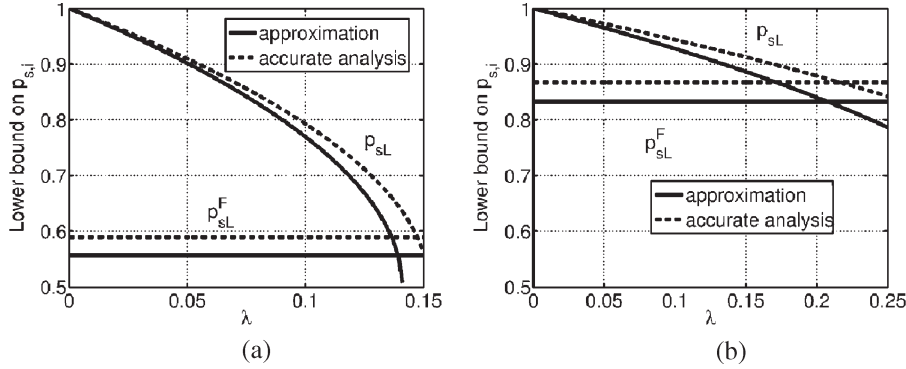 Lower bound on p_{s,i}
1
0.9
0.8
0.7
0.6
0.5
0
0.05
0.1
0.15
λ
approximation
accurate analysis
p_{sL}
p_{sL}^{F}
(a)
Lower bound on p_{s,i}
1
0.9
0.8
0.7
0.6
0.5
0
0.05
0.1
0.15
0.2
0.25
λ
p_{sL}
p_{sL}^{F}
approximation
accurate analysis
(b)